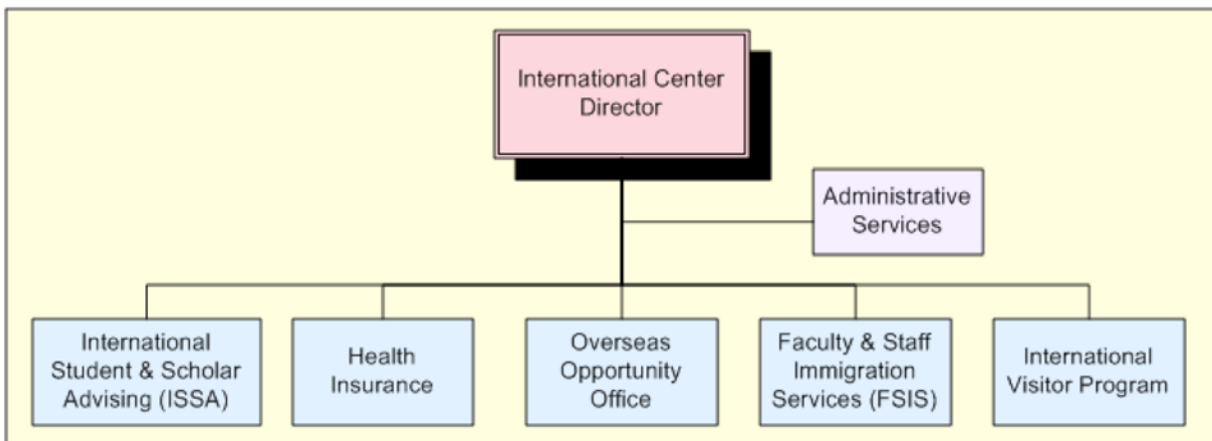 International Center
Director
Administrative
Services
International
Student & Scholar
Advising (ISSA)
Health
Insurance
Overseas
Opportunity
Office
Faculty & Staff
Immigration
Services (FSIS)
International
Visitor Program